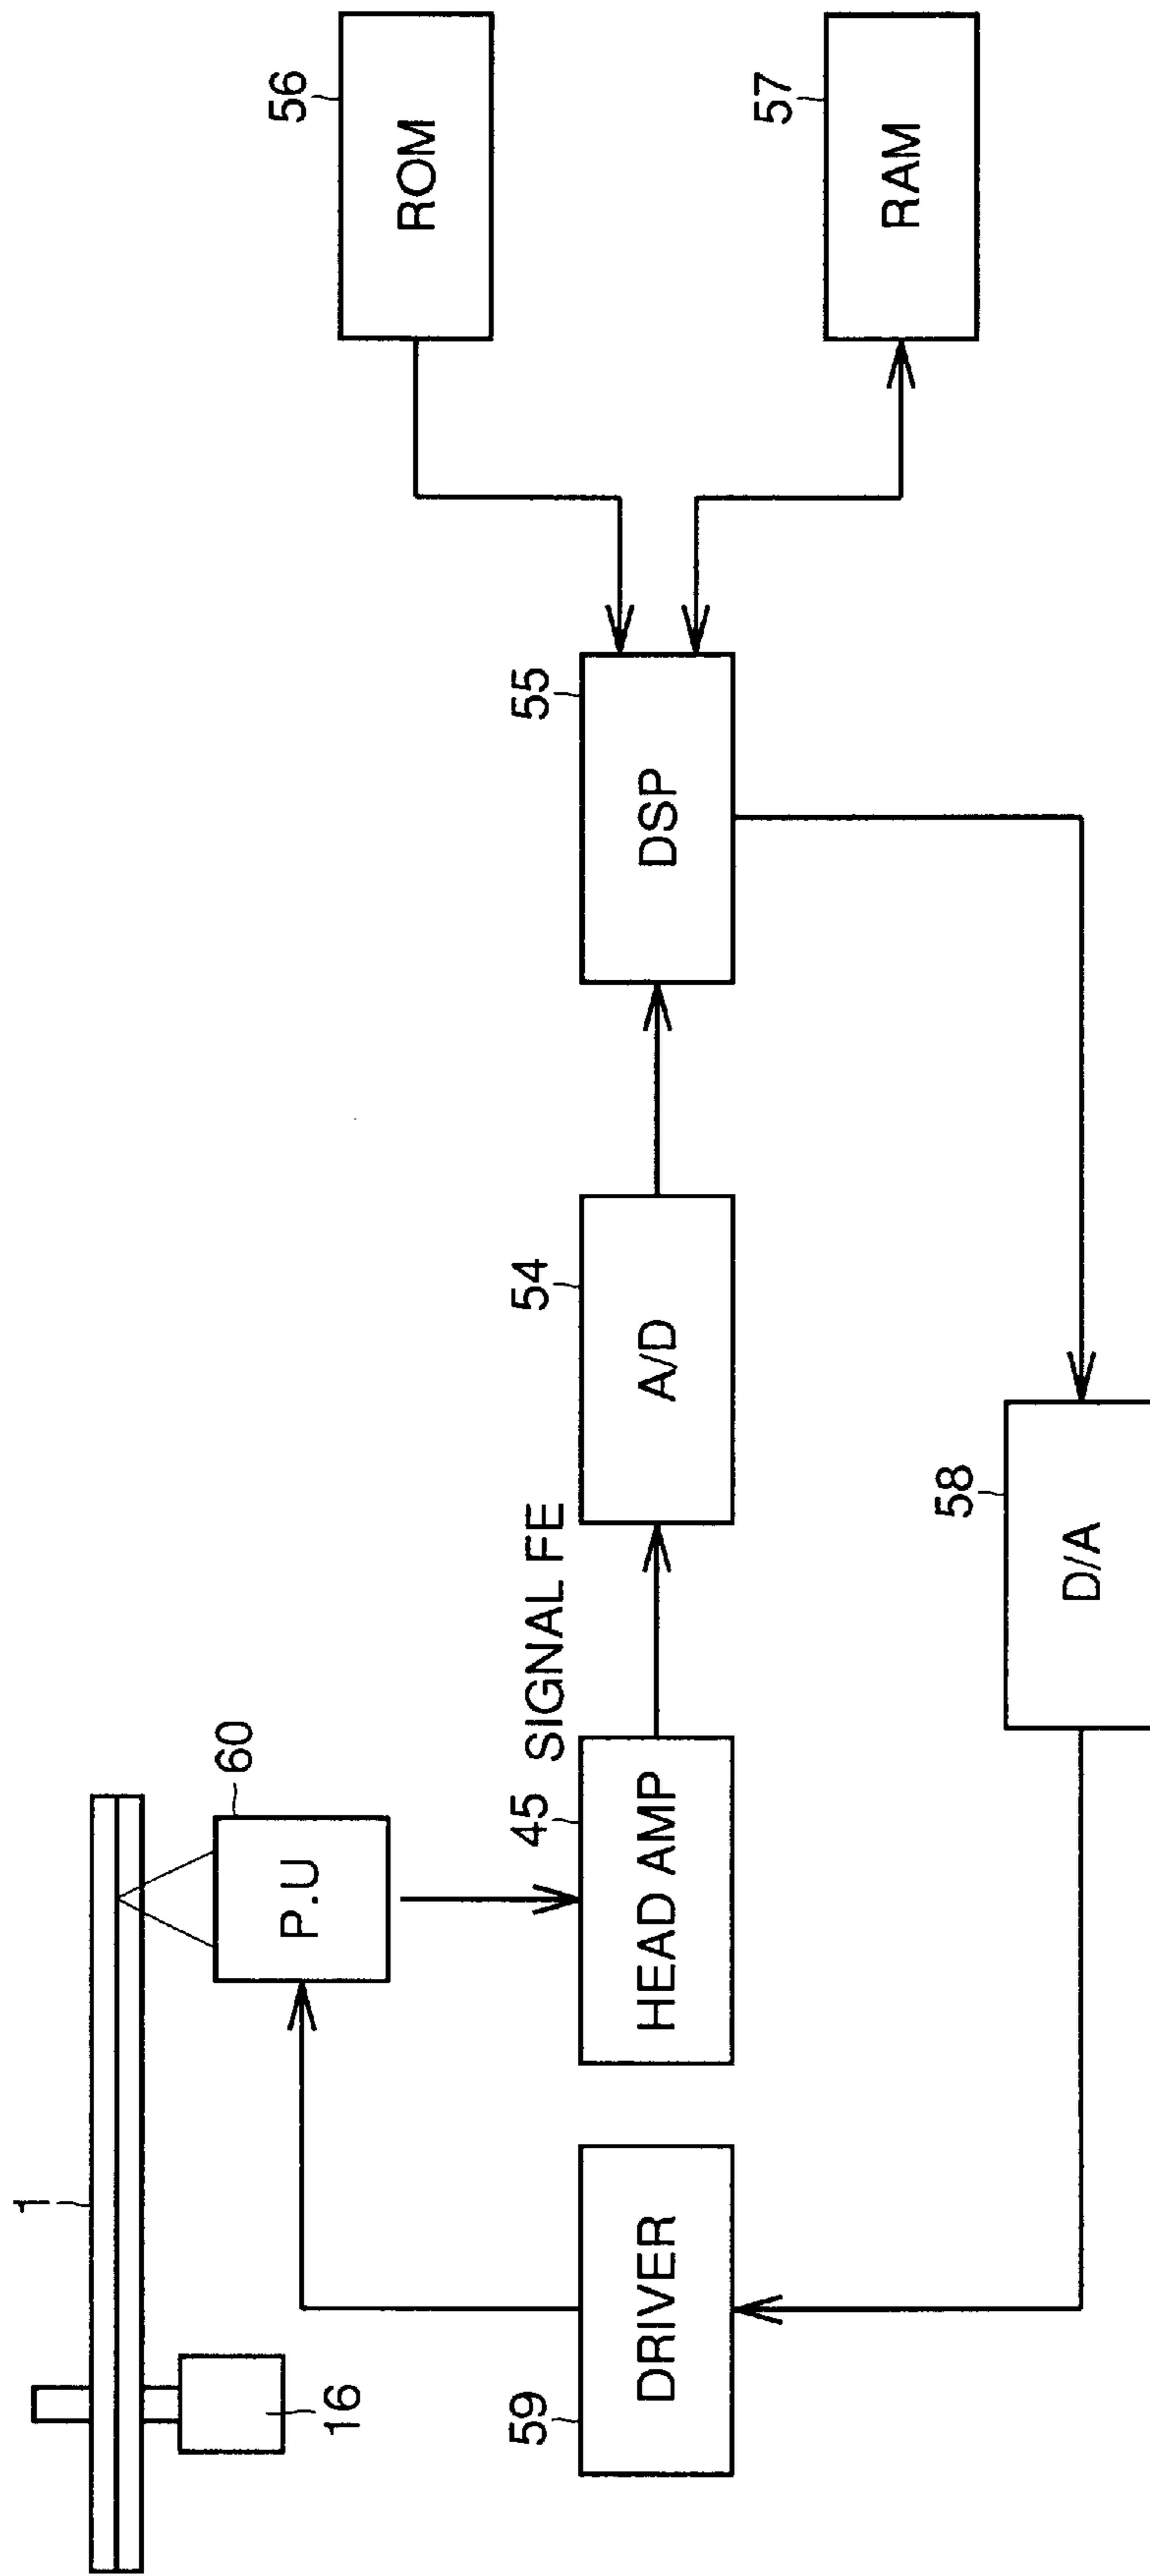 1
16
60
P.U
59
DRIVER
45
HEAD AMP
SIGNAL FE
54
A/D
55
DSP
56
ROM
57
RAM
58
D/A